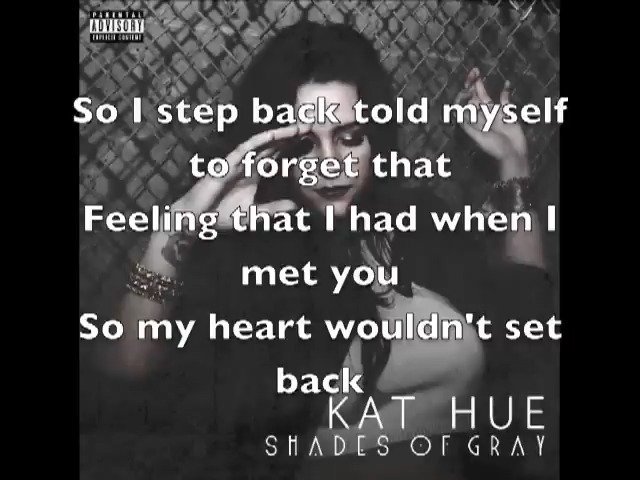 PARENTAL
ADVISORY
EXPLICIT CONTENT
So I step back told myself
to forget that
Feeling that I had when I
met you
So my heart wouldn't set
back
KAT HUE
SHADES OF GRAY